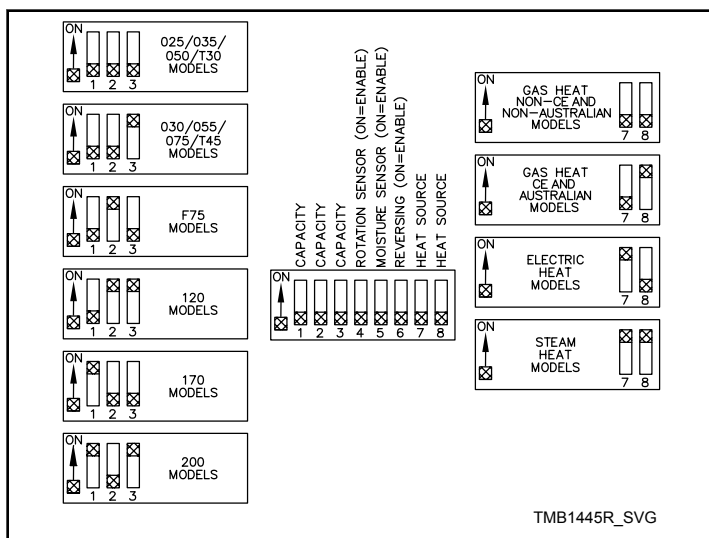 ON
025/035/
050/T30
MODELS
1 2 3
ON
030/055/
075/T45
MODELS
1 2 3
ON
F75
MODELS
1 2 3
ON
120
MODELS
1 2 3
ON
170
MODELS
1 2 3
ON
200
MODELS
1 2 3
CAPACITY
CAPACITY
CAPACITY
ROTATION SENSOR (ON=ENABLE)
MOISTURE SENSOR (ON=ENABLE)
REVERSING (ON=ENABLE)
HEAT SOURCE
HEAT SOURCE
ON
1 2 3 4 5 6 7 8
ON
GAS HEAT
NON-CE AND
NON-AUSTRALIAN
MODELS
7 8
ON
GAS HEAT
CE AND
AUSTRALIAN
MODELS
7 8
ON
ELECTRIC
HEAT
MODELS
7 8
ON
STEAM
HEAT
MODELS
7 8
TMB1445R_SVG